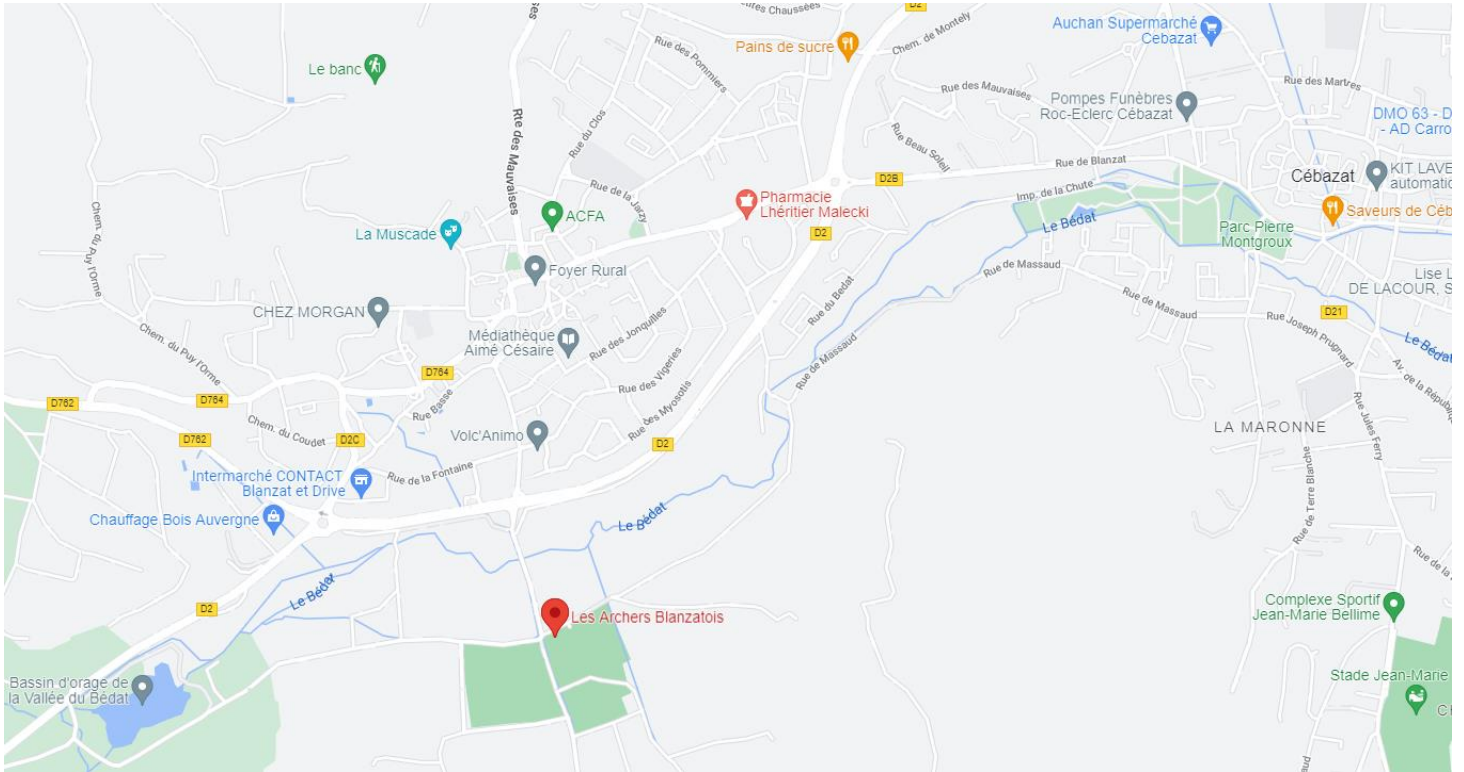 ures Chaussées
D2
Auchan Supermarché
Cebazat
Pains de sucre
Chem. de Montely
Rue des Pommiers
Le banc
Rue des Martres
Rue des Mauvaises
Pompes Funèbres
Roc-Eclerc Cébazat
DMO 63 - D
- AD Carro
Rte des Mauvaises
Rue du Clos
Rue Beau Soleil
Rue de Blanzat
D2B
Cébazat
KIT LAVE
automatic
Rue de la Jarzy
Imp. de la Chute
Pharmacie
Lhéritier Malecki
Saveurs de Céb
ACFA
Le Bédat
Parc Pierre
Montgroux
La Muscade
D2
Chem. du Puy l'Orme
Foyer Rural
Rue de Massaud
Lise L
DE LACOUR, S
Rue du Bedat
Rue de Massaud
CHEZ MORGAN
D21
Rue Joseph Prugnard
Médiathèque
Aimé Césaire
Rue des Jonquilles
Le Bédat
Chem. du Puy l'Orme
Rue de Massaud
D764
Rue des Vigeries
Av. de la République
D762
D764
Rue Basse
Rue des Myosotis
Rue Jules Ferry
LA MARONNE
Chem. du Coudet
D762
D2C
Volc'Animo
D2
Rue de la Fontaine
Intermarché CONTACT
Blanzat et Drive
Rue de Terre Blanche
Chauffage Bois Auvergne
Le Bédat
Rue de la
Le Bédat
D2
Les Archers Blanzatois
Complexe Sportif
Jean-Marie Bellime
Bassin d'orage de
la Vallée du Bédat
Stade Jean-Marie